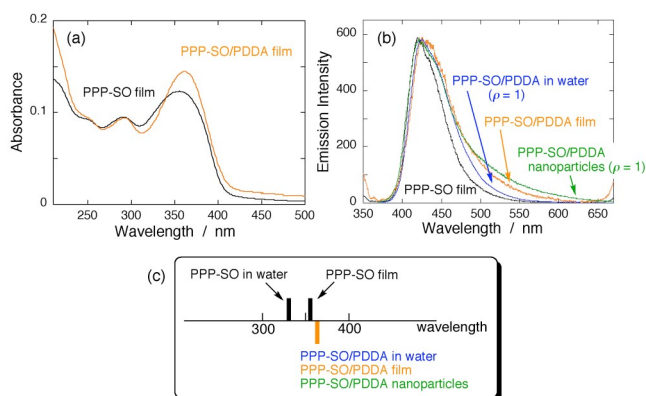 (a)
0.2
0.1
0
Absorbance
PPP-SO/PDDA film
PPP-SO film
250 300 350 400 450 500
Wavelength / nm
(b)
600
400
200
0
Emission Intensity
PPP-SO/PDDA in water
(ρ = 1)
PPP-SO/PDDA film
PPP-SO/PDDA
nanoparticles (ρ = 1)
PPP-SO film
350 400 450 500 550 600 650
Wavelength / nm
(c)
PPP-SO in water
PPP-SO film
300 400 wavelength
PPP-SO/PDDA in water
PPP-SO/PDDA film
PPP-SO/PDDA nanoparticles